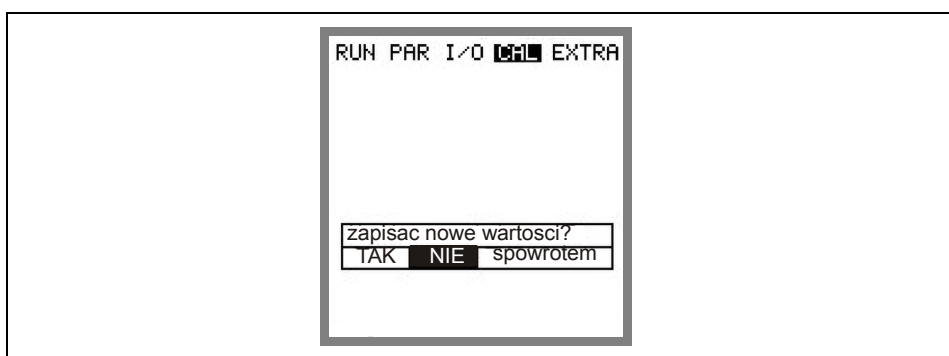 RUN PAR I/O CAL EXTRA
zapisac nowe wartosci?
TAK NIE spowrotem